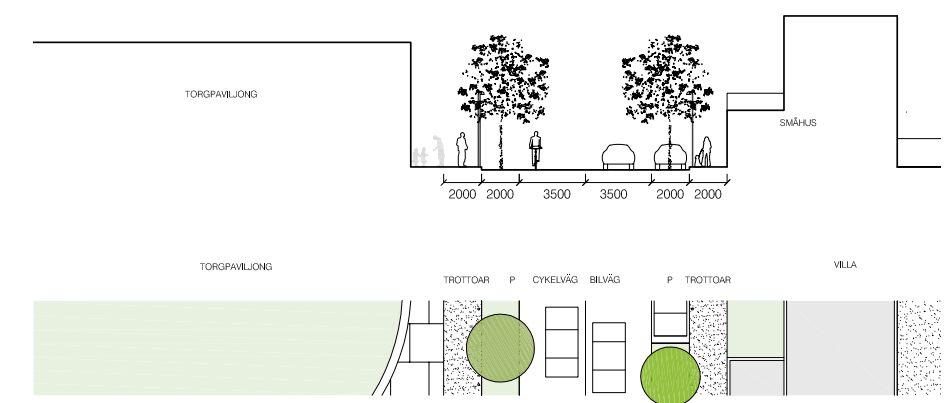 TORGPAVILJONG
SMÅHUS
2000 2000 3500 3500 2000 2000
TORGPAVILJONG
VILLA
TROTTOAR P CYKELVÄG BILVÄG P TROTTOAR